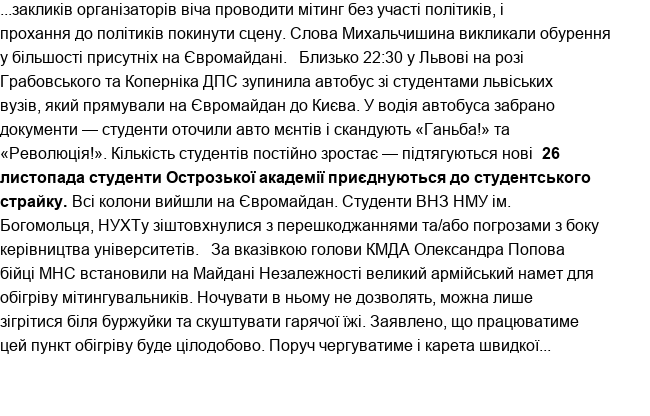 ...закликів організаторів віча проводити мітинг без участі політиків, і
прохання до політиків покинути сцену. Слова Михальчишина викликали обурення
у більшості присутніх на Євромайдані.   Близько 22:30 у Львові на розі
Грабовського та Коперніка ДПС зупинила автобус зі студентами львіських
вузів, який прямували на Євромайдан до Києва. У водія автобуса забрано
документи — студенти оточили авто мєнтів і скандують «Ганьба!» та
«Революція!». Кількість студентів постійно зростає — підтягуються нові  26
листопада студенти Острозької академії приєднуються до студентського
страйку. Всі колони вийшли на Євромайдан. Студенти ВНЗ НМУ ім.
Богомольця, НУХТу зіштовхнулися з перешкоджаннями та/або погрозами з боку
керівництва університетів.   За вказівкою голови КМДА Олександра Попова
бійці МНС встановили на Майдані Незалежності великий армійський намет для
обігріву мітингувальників. Ночувати в ньому не дозволять, можна лише
зігрітися біля буржуйки та скуштувати гарячої їжі. Заявлено, що працюватиме
цей пункт обігріву буде цілодобово. Поруч чергуватиме і карета швидкої...